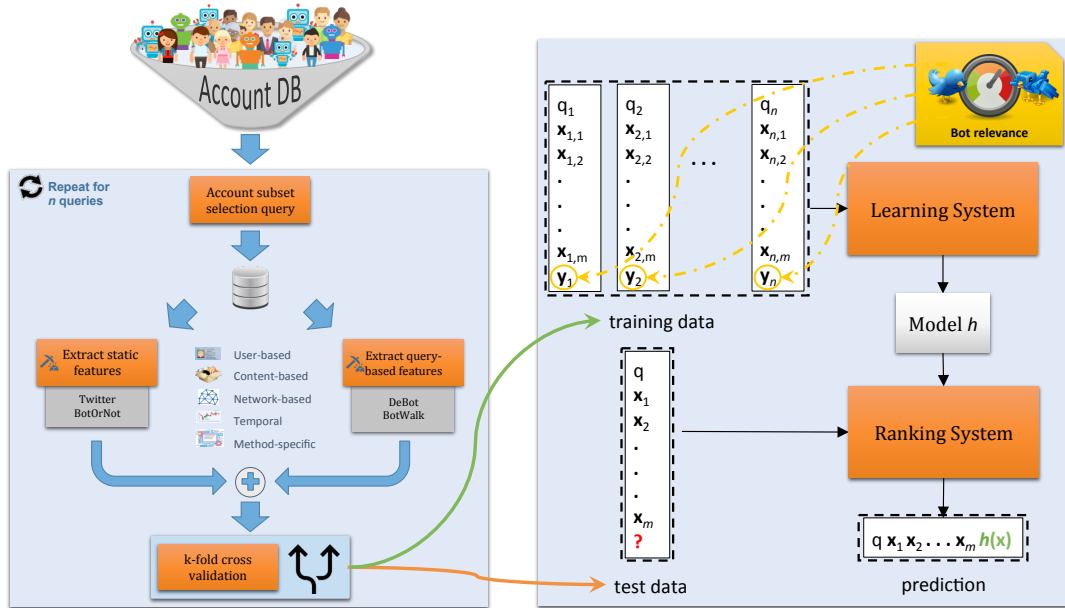 Account DB
Repeat for
n queries
Account subset
selection query
Extract static
features
Twitter
BotOrNot
User-based
Content-based
Network-based
Temporal
Method-specific
Extract query-
based features
DeBot
BotWalk
k-fold cross
validation
Bot relevance
q1
x1,1
x1,2
.
.
.
x1,m
y1
q2
x2,1
x2,2
.
.
.
x2,m
y2
. . .
qn
xn,1
xn,2
.
.
.
xn,m
yn
training data
Learning System
Model h
q
x1
x2
.
.
.
xm
?
test data
Ranking System
q x1 x2 . . . xm h(x)
prediction